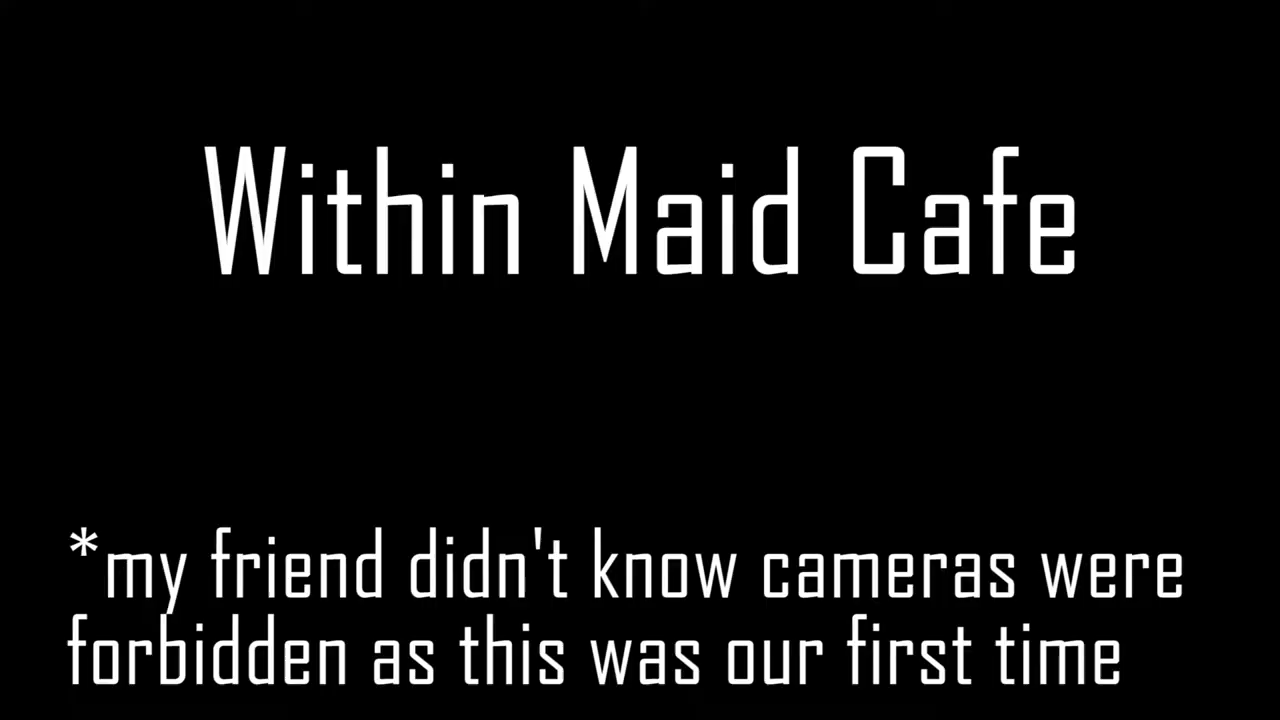 Within Maid Cafe
*my friend didn't know cameras were
forbidden as this was our first time